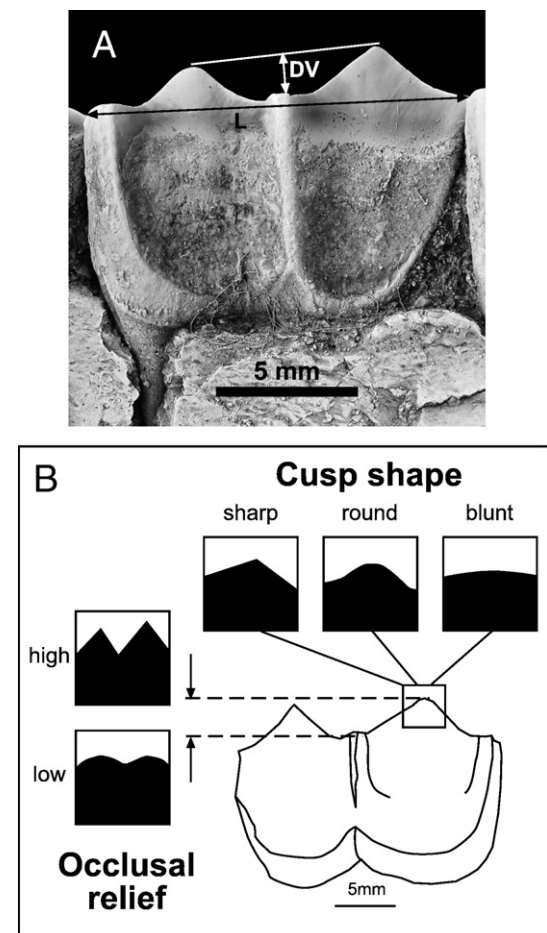 A
DV
L
5 mm
B
Cusp shape
sharp round blunt
high
low
Occlusal
relief
5mm